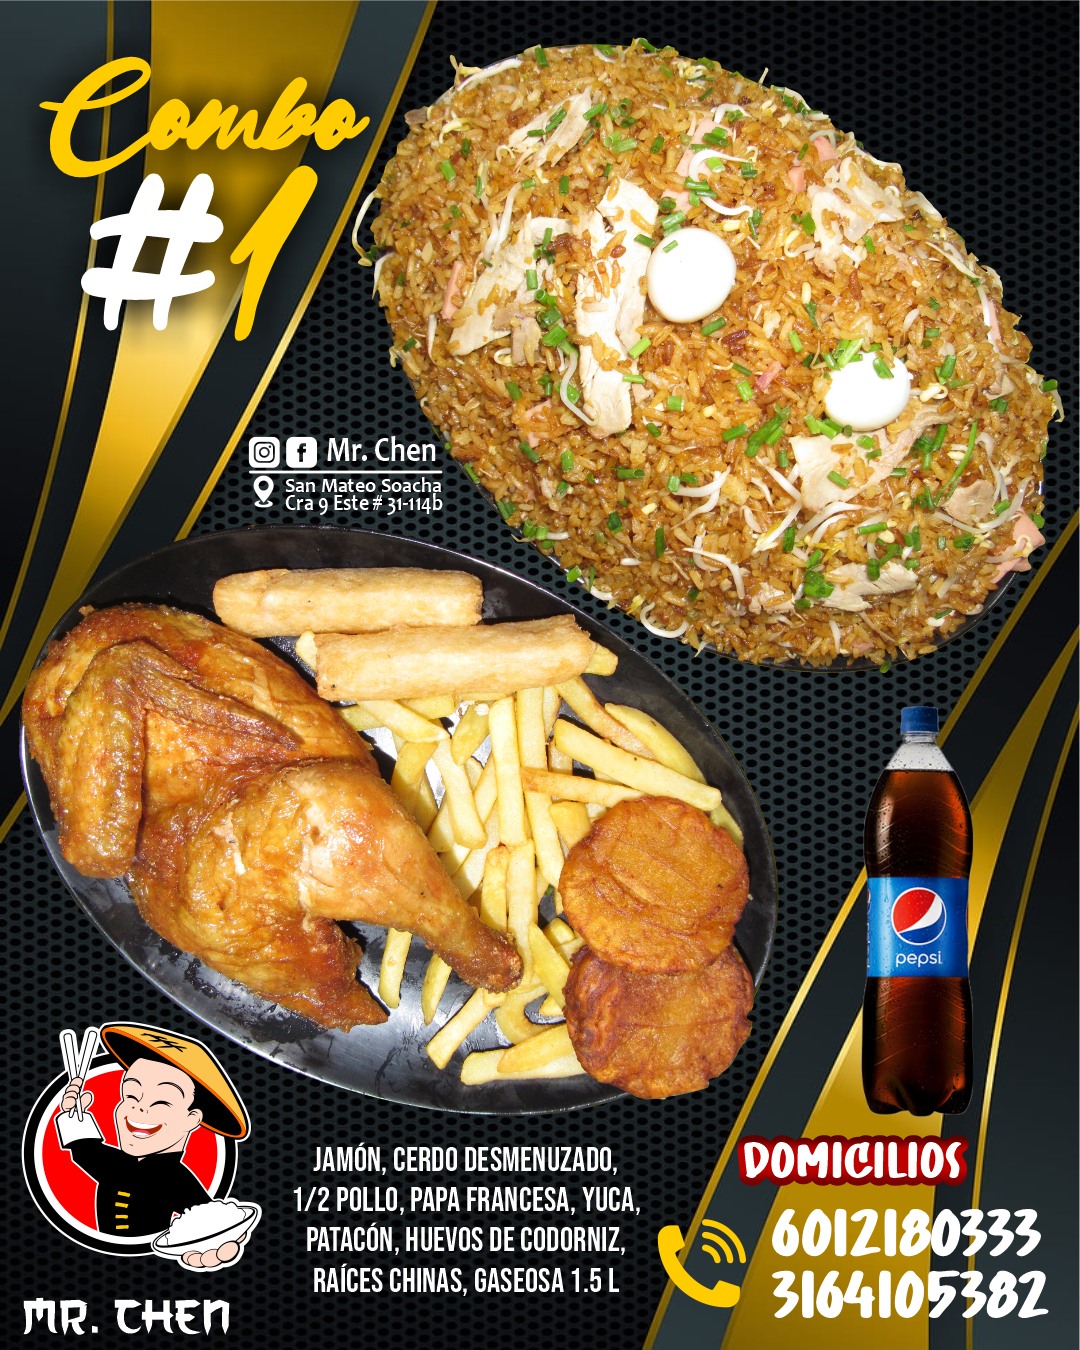 Combo
#1
Mr. Chen
San Mateo Soacha
Cra 9 Este # 31-114b
pepsi
JAMÓN, CERDO DESMENUZADO,
1/2 POLLO, PAPA FRANCESA, YUCA,
PATACÓN, HUEVOS DE CODORNIZ,
RAÍCES CHINAS, GASEOSA 1.5 L
DOMICILIOS
6012180333
3164105382
MR. CHEN